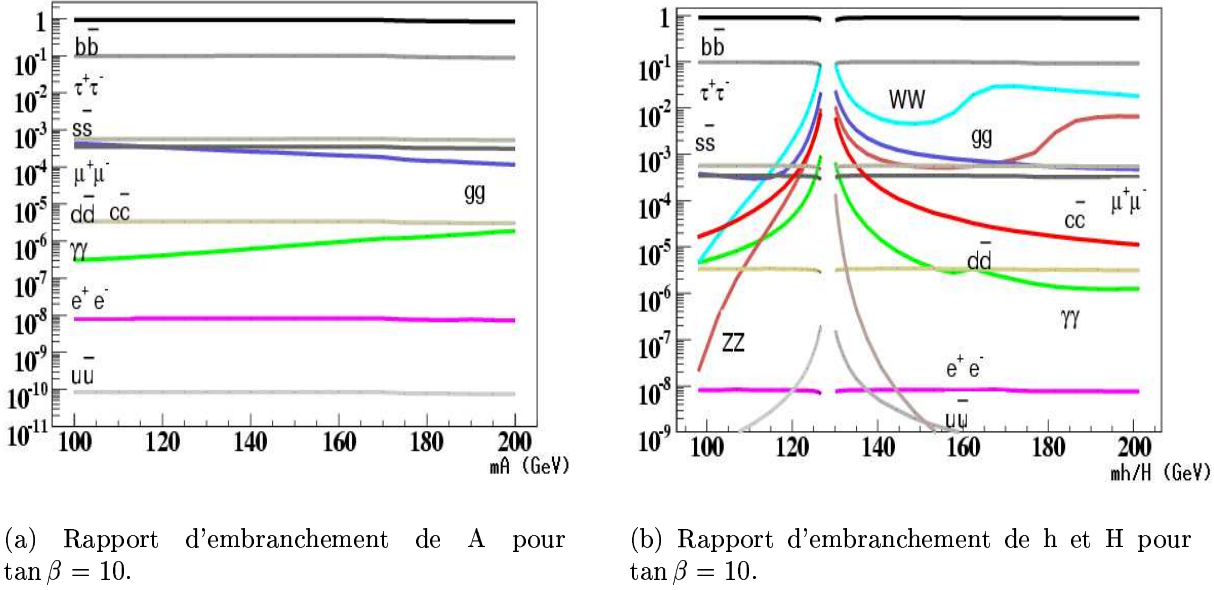 1
10⁻¹
10⁻²
10⁻³
10⁻⁴
10⁻⁵
10⁻⁶
10⁻⁷
10⁻⁸
10⁻⁹
10⁻¹⁰
10⁻¹¹
bb̅
τ⁺τ⁻
ss̅
μ⁺μ⁻
gg
dd̅ cc̅
γγ
e⁺ e⁻
uu̅
100 120 140 160 180 200
mA (GeV)
1
10⁻¹
10⁻²
10⁻³
10⁻⁴
10⁻⁵
10⁻⁶
10⁻⁷
10⁻⁸
10⁻⁹
bb̅
τ⁺τ⁻
WW
ss̅
gg
μ⁺μ⁻
cc̅
dd̅
γγ
ZZ
e⁺ e⁻
uu̅
100 120 140 160 180 200
mh/H (GeV)
(a) Rapport d'embranchement de A pour
tan β = 10.
(b) Rapport d'embranchement de h et H pour
tan β = 10.